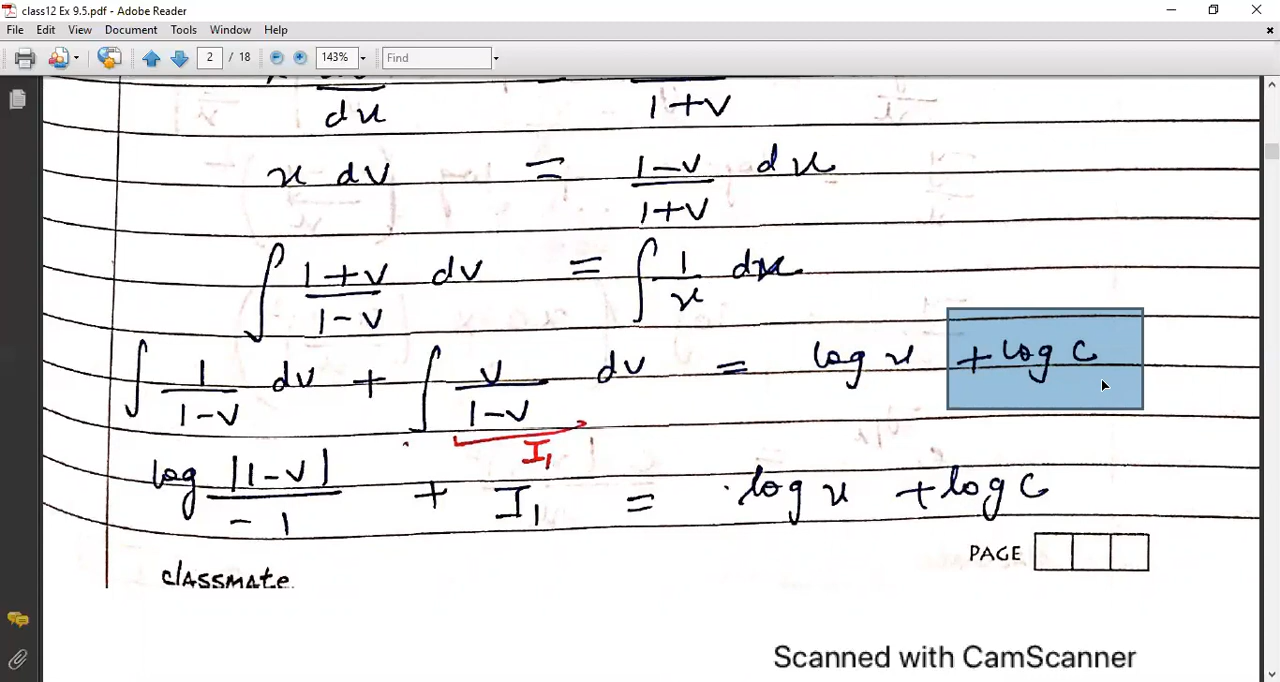 class12 Ex 9.5.pdf - Adobe Reader
File Edit View Document Tools Window Help
2 / 18 143% Find
dx 1+v
x dv = 1-v/1+v dx
∫ 1+v/1-v dv = ∫ 1/x dx
∫ 1/1-v dv + ∫ v/1-v dv = log x + log c
I₁
log |1-v|/-1 + I₁ = log x + log c
PAGE
classmate
Scanned with CamScanner